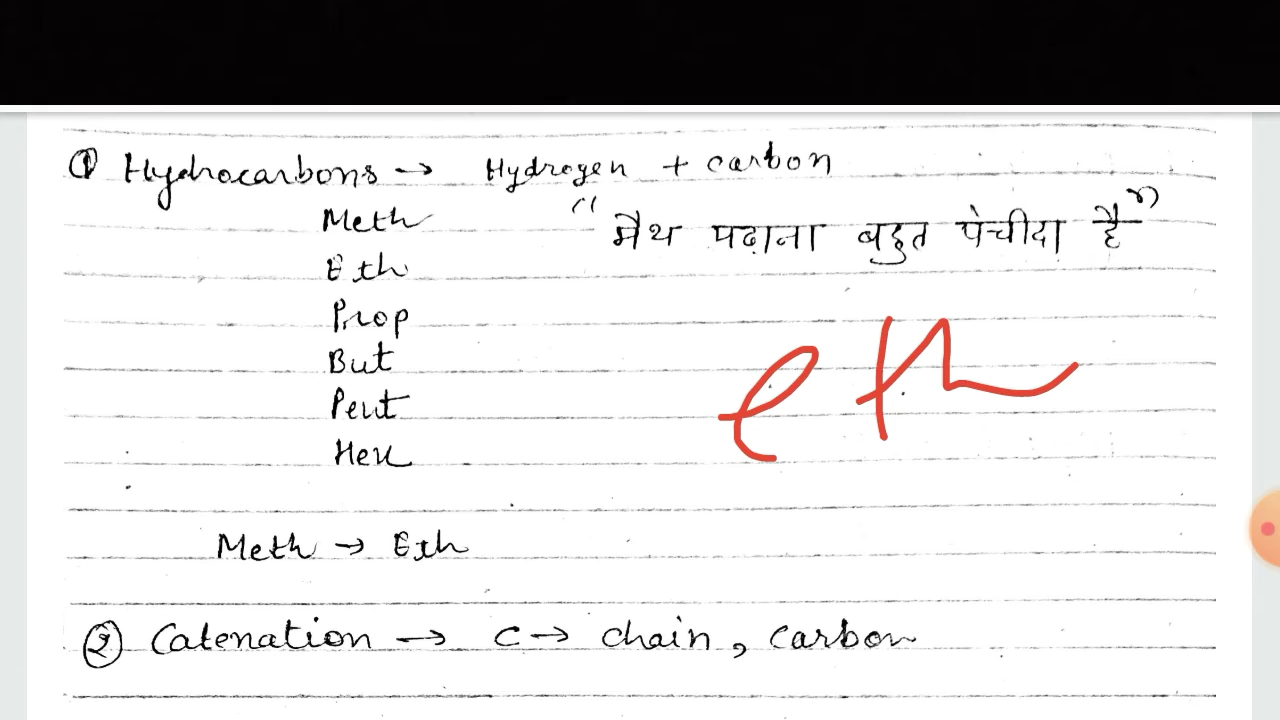 ① Hydrocarbons → Hydrogen + carbon
Meth
"मैथ पढाना बहुत पेचीदा है"
Eth
Prop
But
Pent
Hex
eth
Meth → Eth
② Catenation → C → chain, carbon